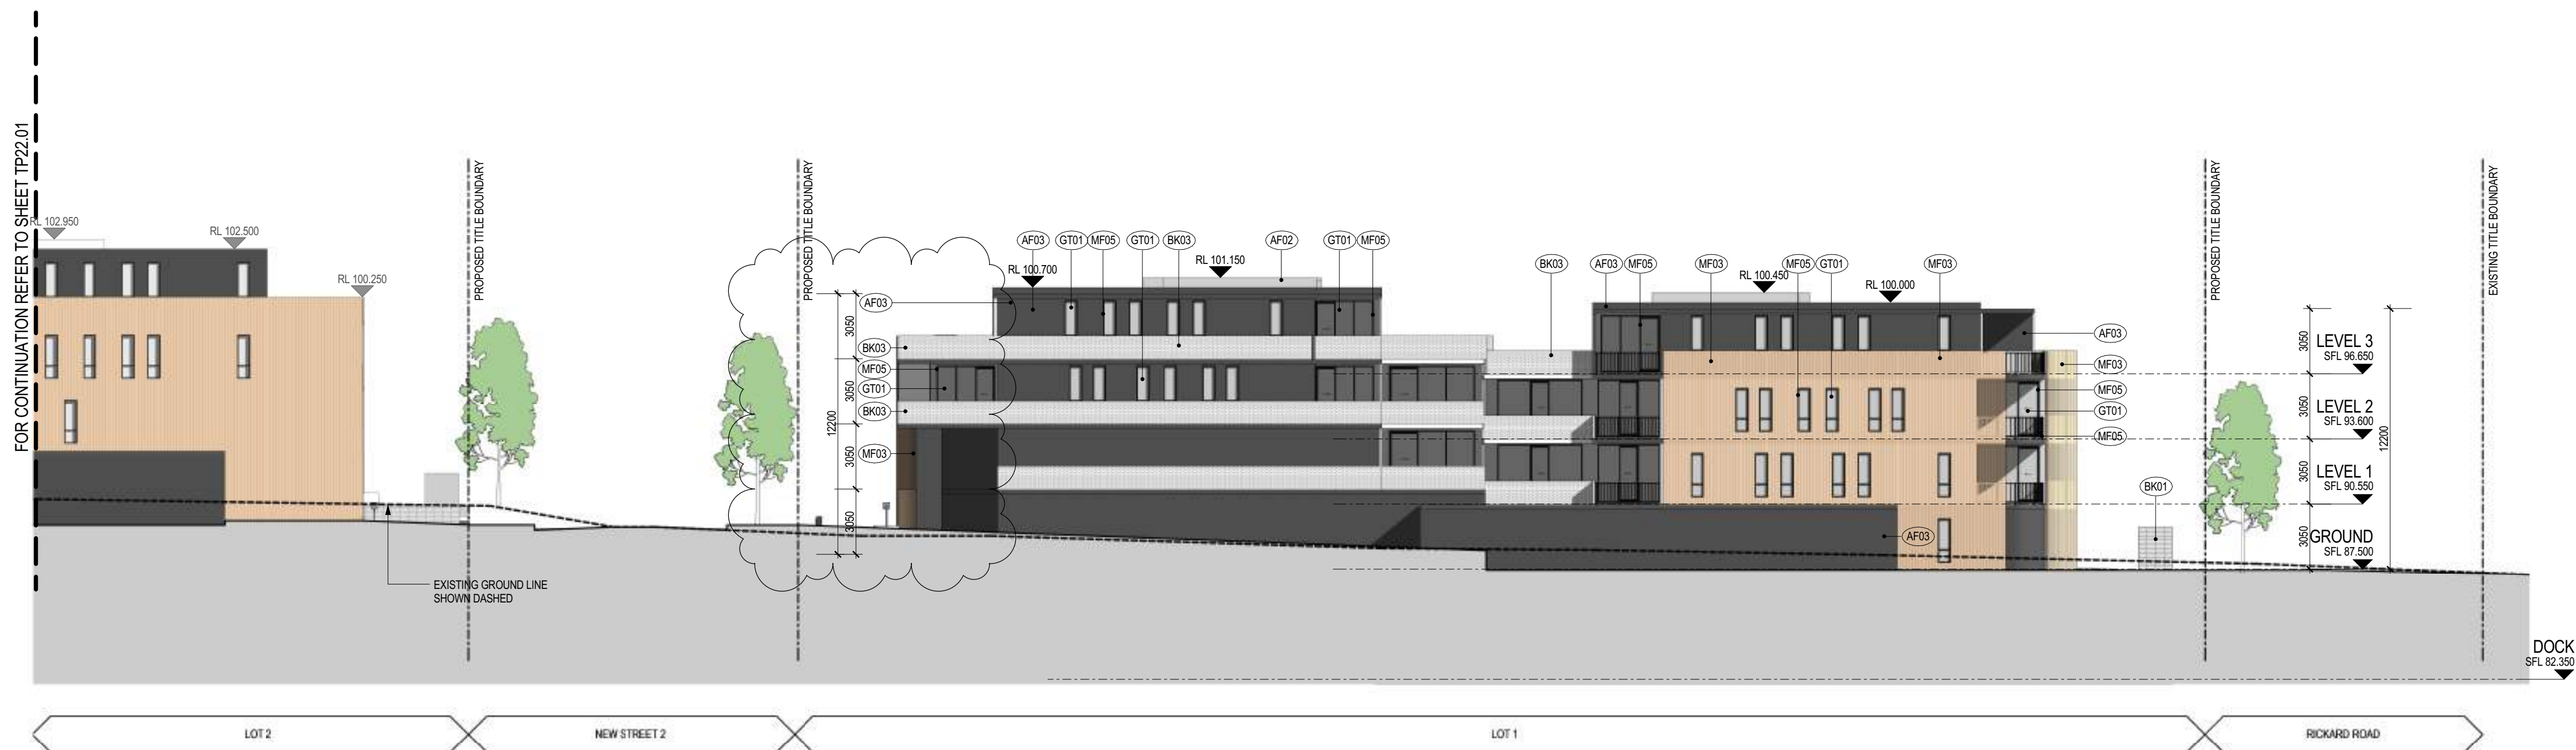 FOR CONTINUATION REFER TO SHEET TP22.01
RL 102.950
RL 102.500
RL 100.250
PROPOSED TITLE BOUNDARY
EXISTING GROUND LINE
SHOWN DASHED
PROPOSED TITLE BOUNDARY
AF03
GT01
MF05
GT01
BK03
AF02
GT01
MF05
RL 100.700
RL 101.150
AF03
BK03
MF05
GT01
BK03
MF03
3050
3050
3050
3050
12200
BK03
AF03
MF05
MF03
MF05
GT01
MF03
RL 100.450
RL 100.000
AF03
MF03
MF05
GT01
MF05
AF03
BK01
PROPOSED TITLE BOUNDARY
EXISTING TITLE BOUNDARY
3050
3050
3050
3050
12200
LEVEL 3
SFL 96.650
LEVEL 2
SFL 93.600
LEVEL 1
SFL 90.550
GROUND
SFL 87.500
DOCK
SFL 82.350
LOT 2
NEW STREET 2
LOT 1
RICKARD ROAD